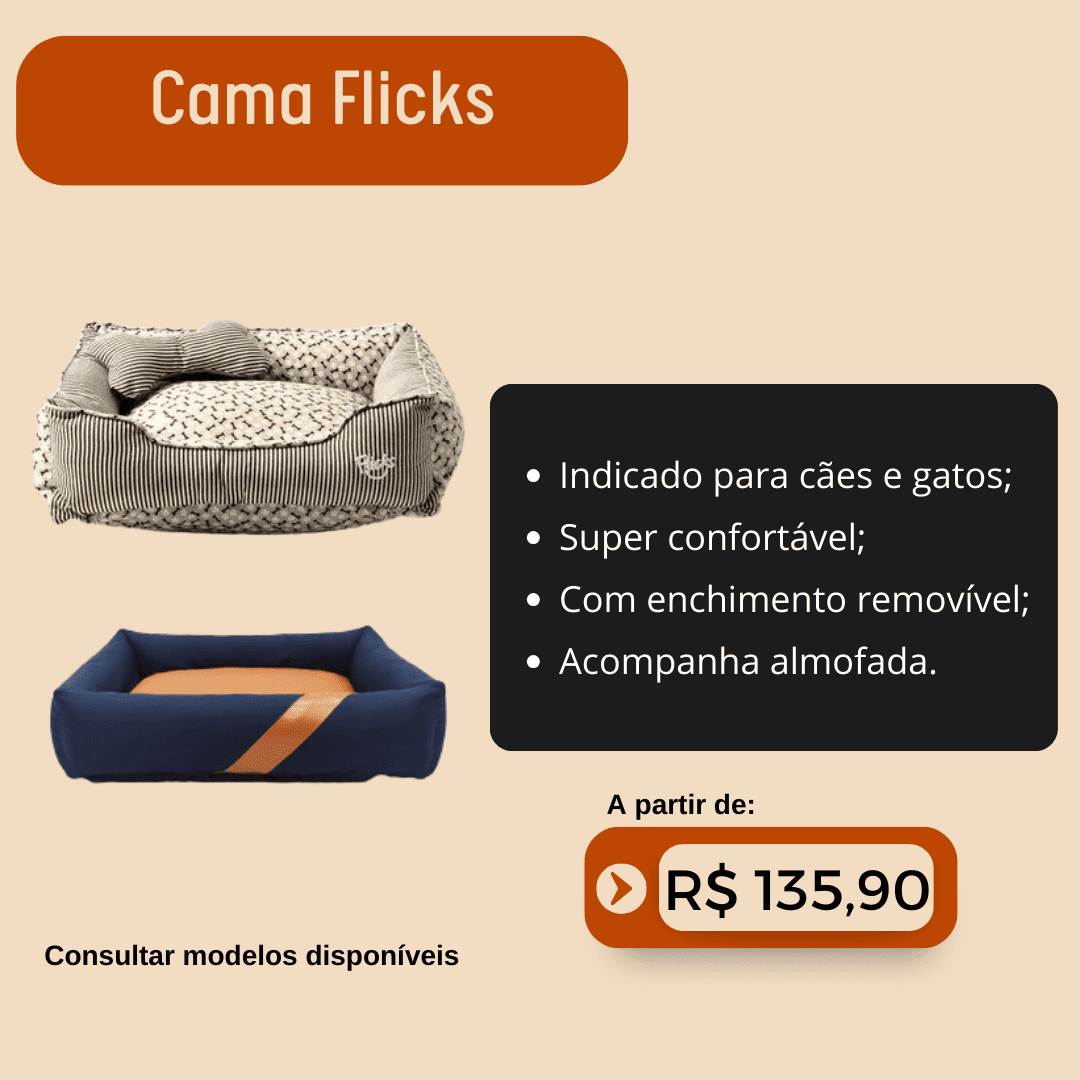 Cama Flicks
Indicado para cães e gatos;
Super confortável;
Com enchimento removível;
Acompanha almofada.
A partir de:
R$ 135,90
Consultar modelos disponíveis